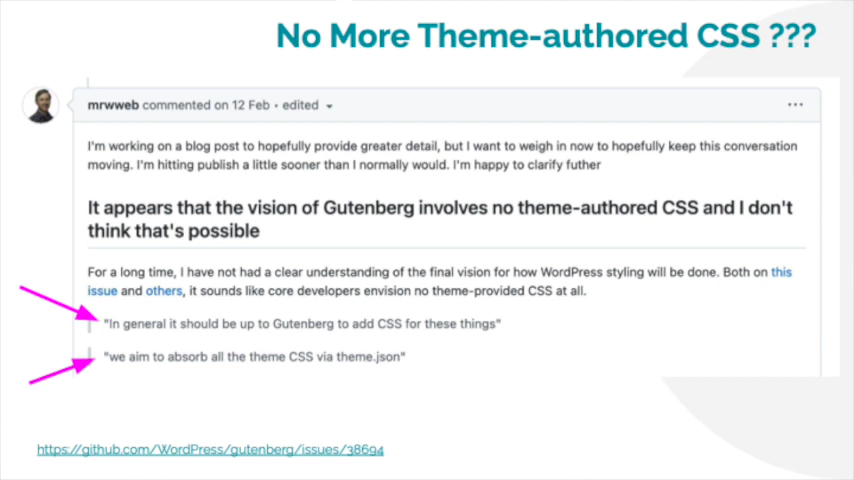 No More Theme-authored CSS ???
mrwweb commented on 12 Feb • edited
I'm working on a blog post to hopefully provide greater detail, but I want to weigh in now to hopefully keep this conversation
moving. I'm hitting publish a little sooner than I normally would. I'm happy to clarify futher
It appears that the vision of Gutenberg involves no theme-authored CSS and I don't
think that's possible
For a long time, I have not had a clear understanding of the final vision for how WordPress styling will be done. Both on this
issue and others, it sounds like core developers envision no theme-provided CSS at all.
"In general it should be up to Gutenberg to add CSS for these things"
"we aim to absorb all the theme CSS via theme.json"
https://github.com/WordPress/gutenberg/issues/38694